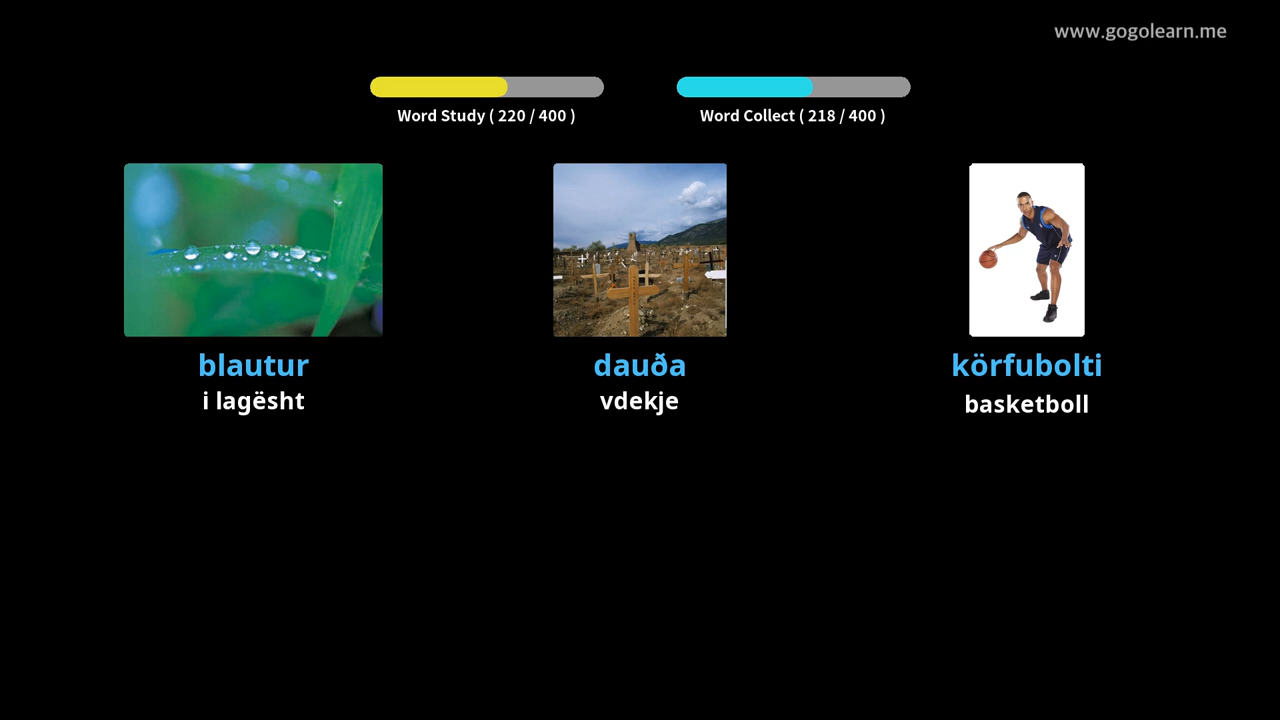 www.gogolearn.me
Word Study ( 220 / 400 )
Word Collect ( 218 / 400 )
blautur
i lagësht
dauða
vdekje
körfubolti
basketboll